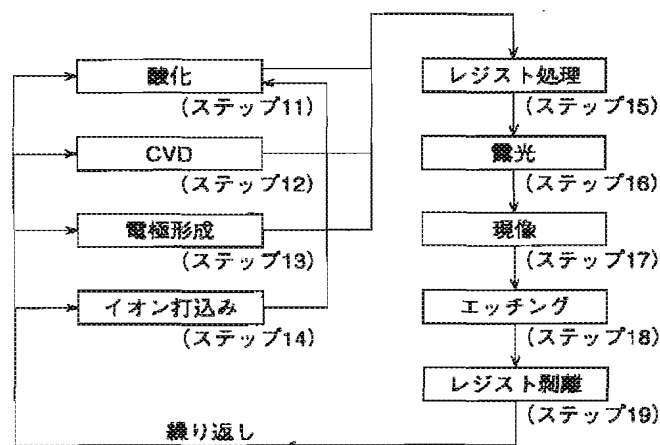 酸化
(ステップ11)
CVD
(ステップ12)
電極形成
(ステップ13)
イオン打込み
(ステップ14)
レジスト処理
(ステップ15)
露光
(ステップ16)
現像
(ステップ17)
エッチング
(ステップ18)
レジスト剥離
(ステップ19)
繰り返し